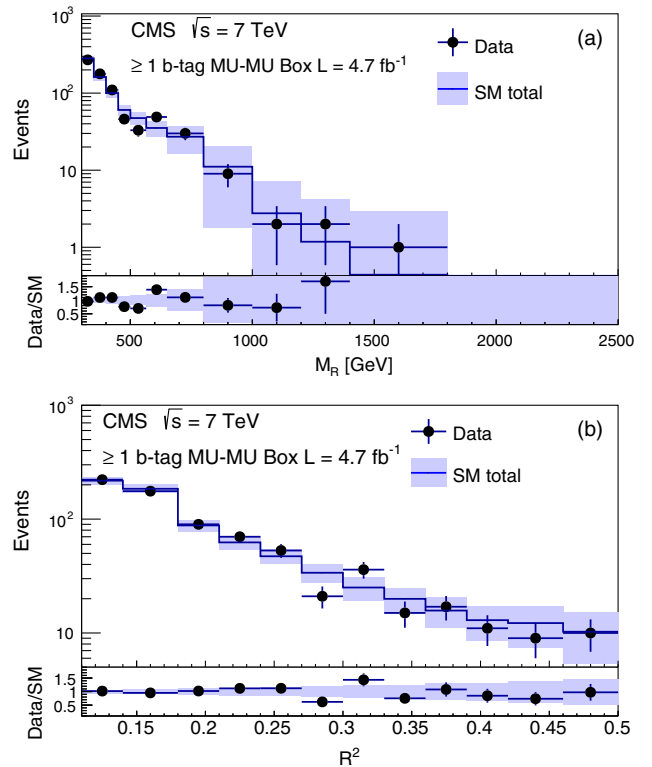 10³
CMS √s = 7 TeV
(a)
≥ 1 b-tag MU-MU Box L = 4.7 fb⁻¹
Data
SM total
10²
10
1
Events
1.5
0.5
Data/SM
500 1000 1500 2000 2500
M_R [GeV]
10³
CMS √s = 7 TeV
(b)
≥ 1 b-tag MU-MU Box L = 4.7 fb⁻¹
Data
SM total
10²
10
Events
1.5
1
0.5
Data/SM
0.15 0.2 0.25 0.3 0.35 0.4 0.45 0.5
R²